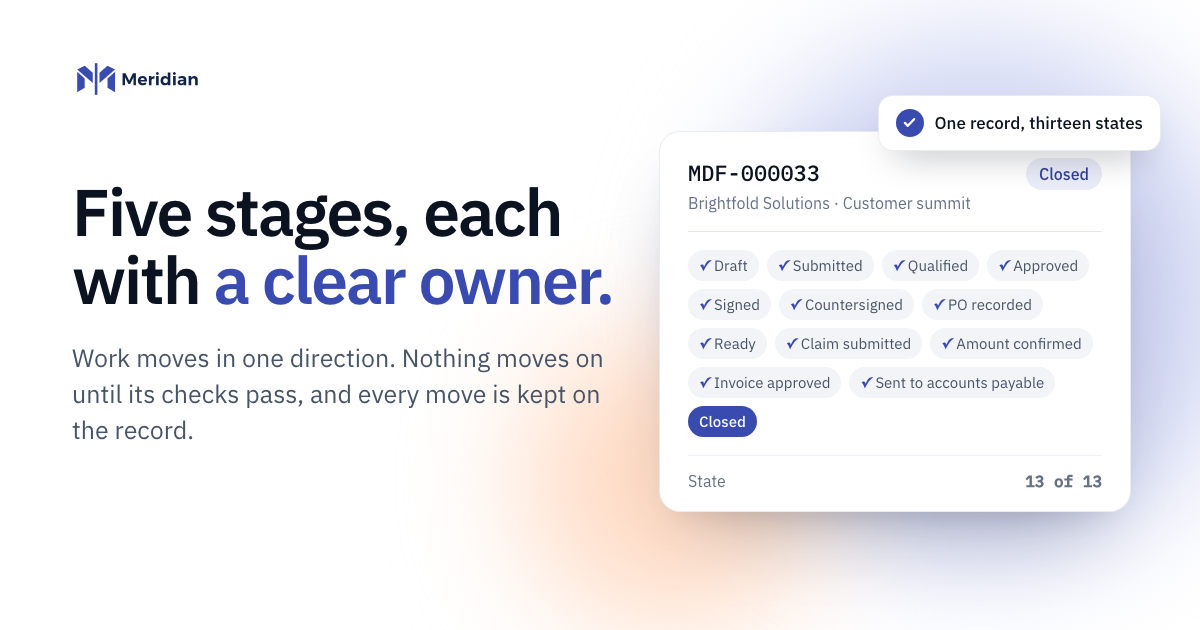 Meridian
Five stages, each
with a clear owner.
Work moves in one direction. Nothing moves on
until its checks pass, and every move is kept on
the record.
One record, thirteen states
MDF-000033
Closed
Brightfold Solutions · Customer summit
✓Draft ✓Submitted ✓Qualified ✓Approved
✓Signed ✓Countersigned ✓PO recorded
✓Ready ✓Claim submitted ✓Amount confirmed
✓Invoice approved ✓Sent to accounts payable
Closed
State 13 of 13